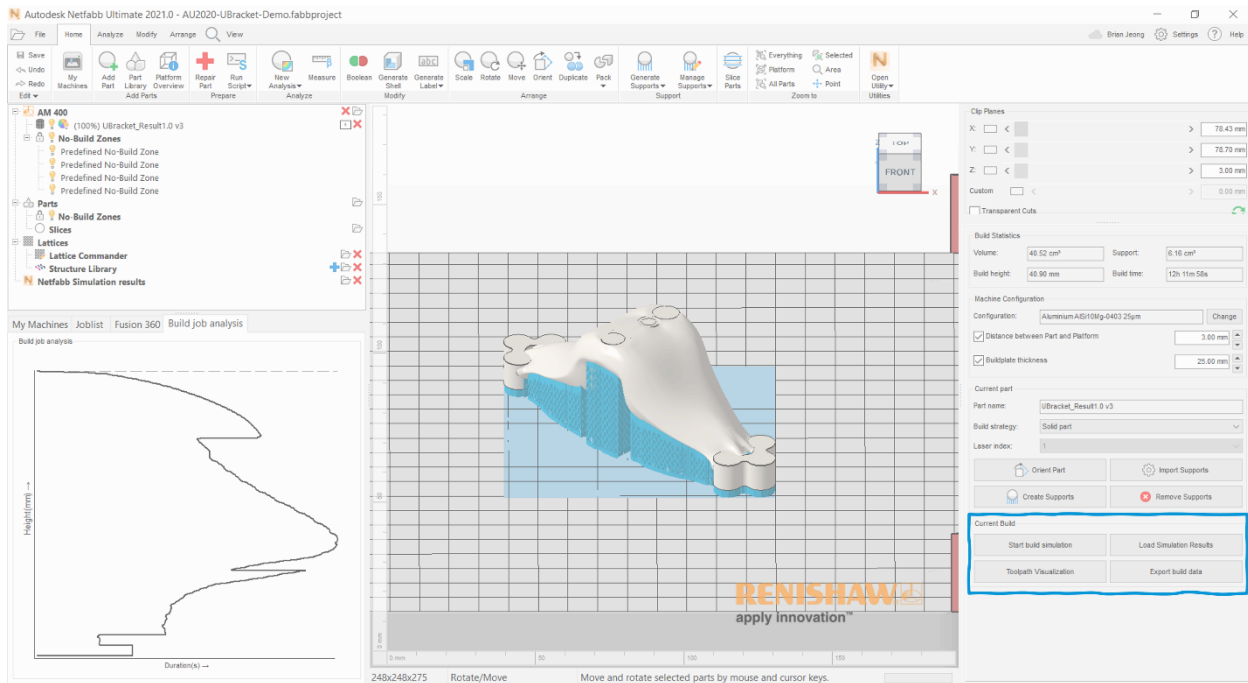 Autodesk Netfabb Ultimate 2021.0 - AU2020-UBracket-Demo.fabbproject
File Home Analyze Modify Arrange View
Brian Jeong Settings Help
Save
Undo
Redo
Edit
My Machines
Add Part
Part Library
Platform Overview
Add Parts
Repair Part
Run Script
Prepare
New Analysis
Measure
Analyze
Boolean
Generate Shell
Generate Label
Modify
Scale
Rotate
Move
Orient
Duplicate
Pack
Arrange
Generate Supports
Manage Supports
Support
Slice Parts
Everything
Platform
All Parts
Selected
Area
Point
Zoom to
Open Utility
Utilities
AM 400
(100%) UBracket_Result1.0 v3
No-Build Zones
Predefined No-Build Zone
Predefined No-Build Zone
Predefined No-Build Zone
Predefined No-Build Zone
Parts
No-Build Zones
Slices
Lattices
Lattice Commander
Structure Library
Netfabb Simulation results
My Machines Joblist Fusion 360 Build job analysis
Build job analysis
Height(mm) →
Duration(s) →
TOP
FRONT
Z
X
150
100
50
0 mm
0 mm 50 100 150
RENISHAW
apply innovation™
248x248x275 Rotate/Move Move and rotate selected parts by mouse and cursor keys.
Clip Planes
X: 78.43 mm
Y: 78.70 mm
Z: 3.00 mm
Custom 0.00 mm
Transparent Cuts
Build Statistics
Volume: 40.52 cm³ Support: 6.16 cm³
Build height: 40.90 mm Build time: 12h 11m 58s
Machine Configuration
Configuration: Aluminium AlSi10Mg-0403 25µm Change
Distance between Part and Platform 3.00 mm
Buildplate thickness 25.00 mm
Current part
Part name: UBracket_Result1.0 v3
Build strategy: Solid part
Laser index: 1
Orient Part Import Supports
Create Supports Remove Supports
Current Build
Start build simulation Load Simulation Results
Toolpath Visualization Export build data